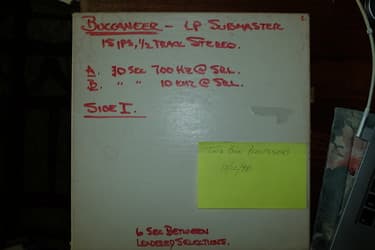 BUCCANEER - LP SUBMASTER
15 IPS, 1/2 TRACK STEREO.
A. 30 SEC 700 HZ @ SRL.
B. " " 10 KHZ @ SRL.
SIDE I.
6 SEC BETWEEN
LEADERED SELECTIONS.